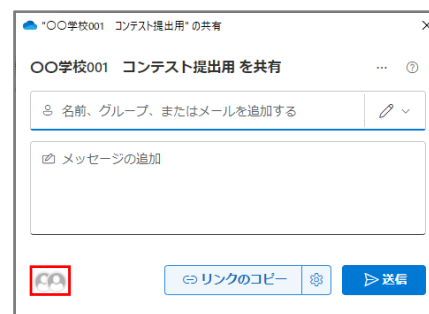 "〇〇学校001　コンテスト提出用" の共有
〇〇学校001　コンテスト提出用 を共有
名前、グループ、またはメールを追加する
メッセージの追加
リンクのコピー
送信